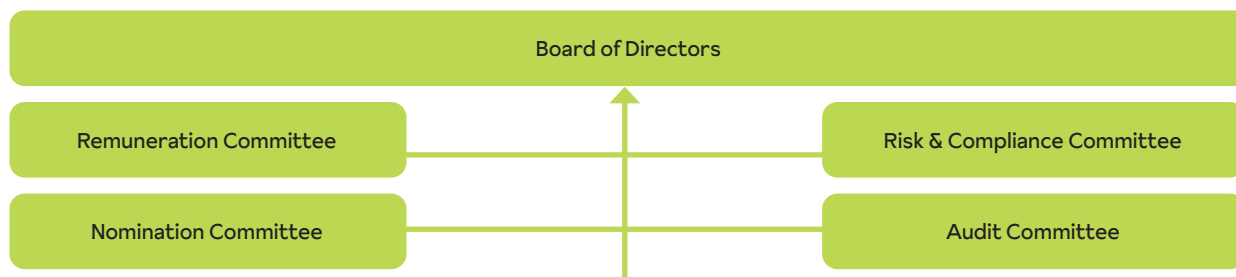 Board of Directors
Remuneration Committee
Risk & Compliance Committee
Nomination Committee
Audit Committee